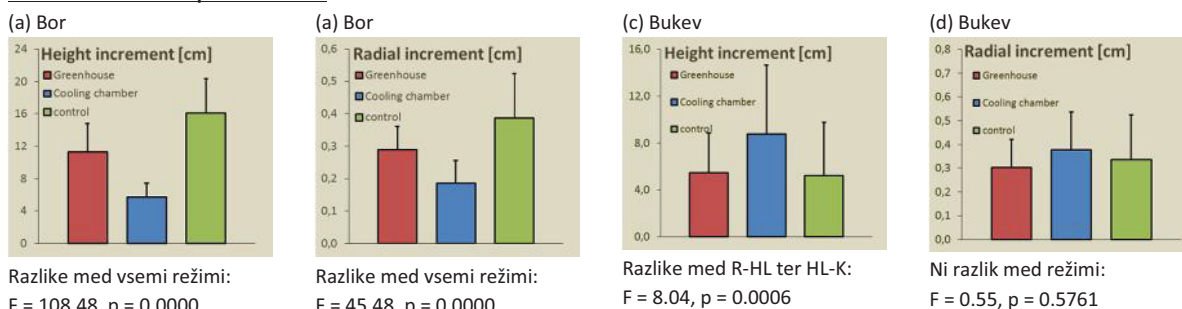 (a) Bor
Height increment [cm]
Greenhouse
Cooling chamber
control
24
20
16
12
8
4
0
Razlike med vsemi režimi:
F = 108.48, p = 0.0000
(a) Bor
Radial increment [cm]
Greenhouse
Cooling chamber
control
0,6
0,5
0,4
0,3
0,2
0,1
0,0
Razlike med vsemi režimi:
F = 45.48, p = 0.0000
(c) Bukev
Height increment [cm]
Greenhouse
Cooling chamber
control
16,0
12,0
8,0
4,0
0,0
Razlike med R-HL ter HL-K:
F = 8.04, p = 0.0006
(d) Bukev
Radial increment [cm]
Greenhouse
Cooling chamber
control
0,8
0,7
0,6
0,5
0,4
0,3
0,2
0,1
0,0
Ni razlik med režimi:
F = 0.55, p = 0.5761